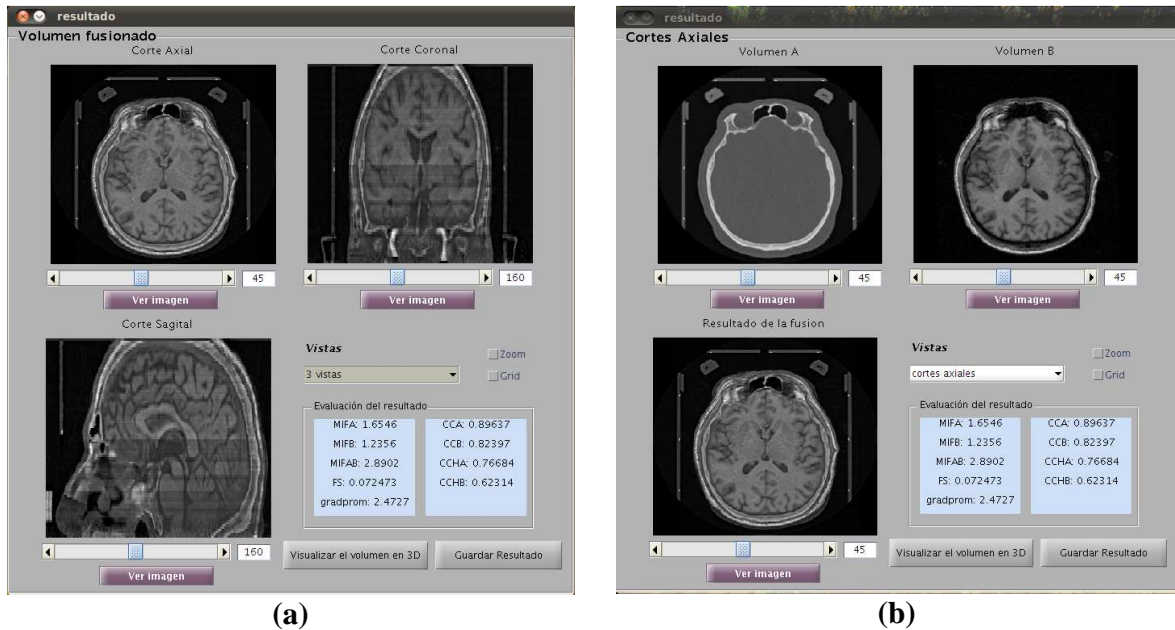 resultado
Volumen fusionado
Corte Axial
Corte Coronal
45
160
Ver imagen
Ver imagen
Corte Sagital
Vistas
Zoom
3 vistas
Grid
Evaluación del resultado
MIFA: 1.6546
CCA: 0.89637
MIFB: 1.2356
CCB: 0.82397
MIFAB: 2.8902
CCHA: 0.76684
FS: 0.072473
CCHB: 0.62314
gradprom: 2.4727
160
Visualizar el volumen en 3D
Guardar Resultado
Ver imagen
(a)
resultado
Cortes Axiales
Volumen A
Volumen B
45
45
Ver imagen
Ver imagen
Resultado de la fusion
Vistas
Zoom
cortes axiales
Grid
Evaluación del resultado
MIFA: 1.6546
CCA: 0.89637
MIFB: 1.2356
CCB: 0.82397
MIFAB: 2.8902
CCHA: 0.76684
FS: 0.072473
CCHB: 0.62314
gradprom: 2.4727
45
Visualizar el volumen en 3D
Guardar Resultado
Ver imagen
(b)